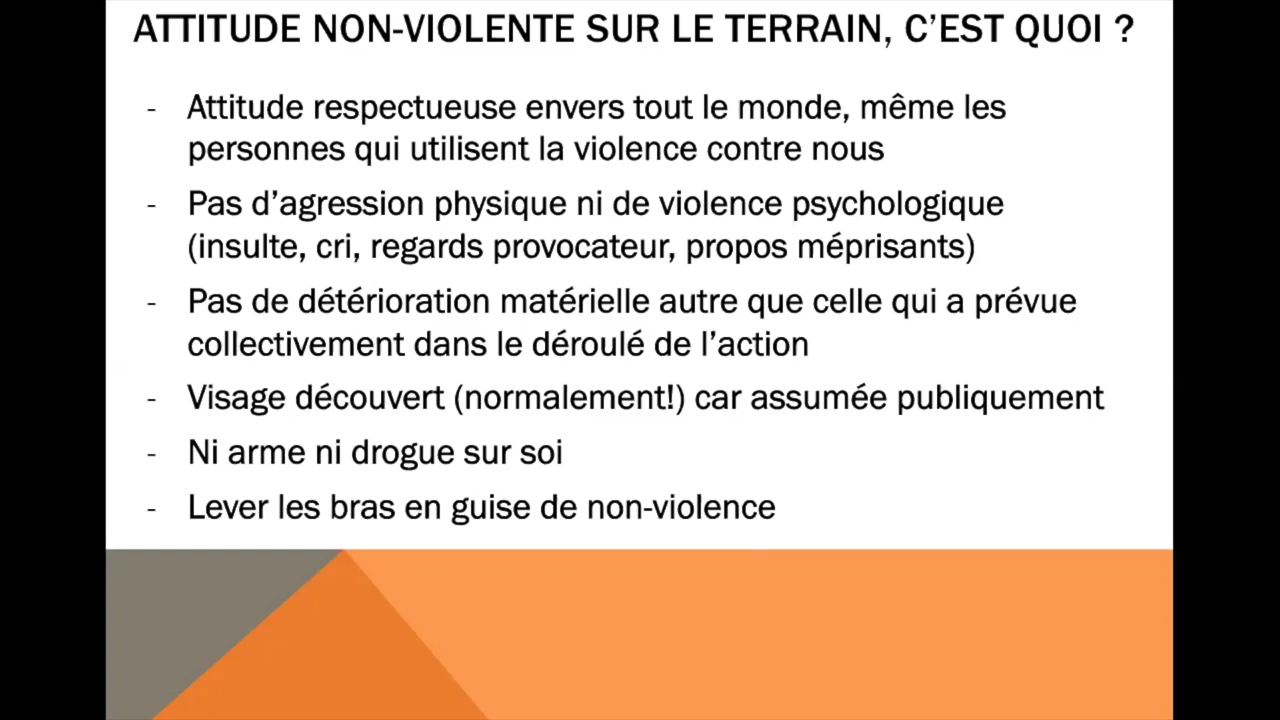 ATTITUDE NON-VIOLENTE SUR LE TERRAIN, C’EST QUOI ?
- Attitude respectueuse envers tout le monde, même les
personnes qui utilisent la violence contre nous
- Pas d’agression physique ni de violence psychologique
(insulte, cri, regards provocateur, propos méprisants)
- Pas de détérioration matérielle autre que celle qui a prévue
collectivement dans le déroulé de l’action
- Visage découvert (normalement!) car assumée publiquement
- Ni arme ni drogue sur soi
- Lever les bras en guise de non-violence